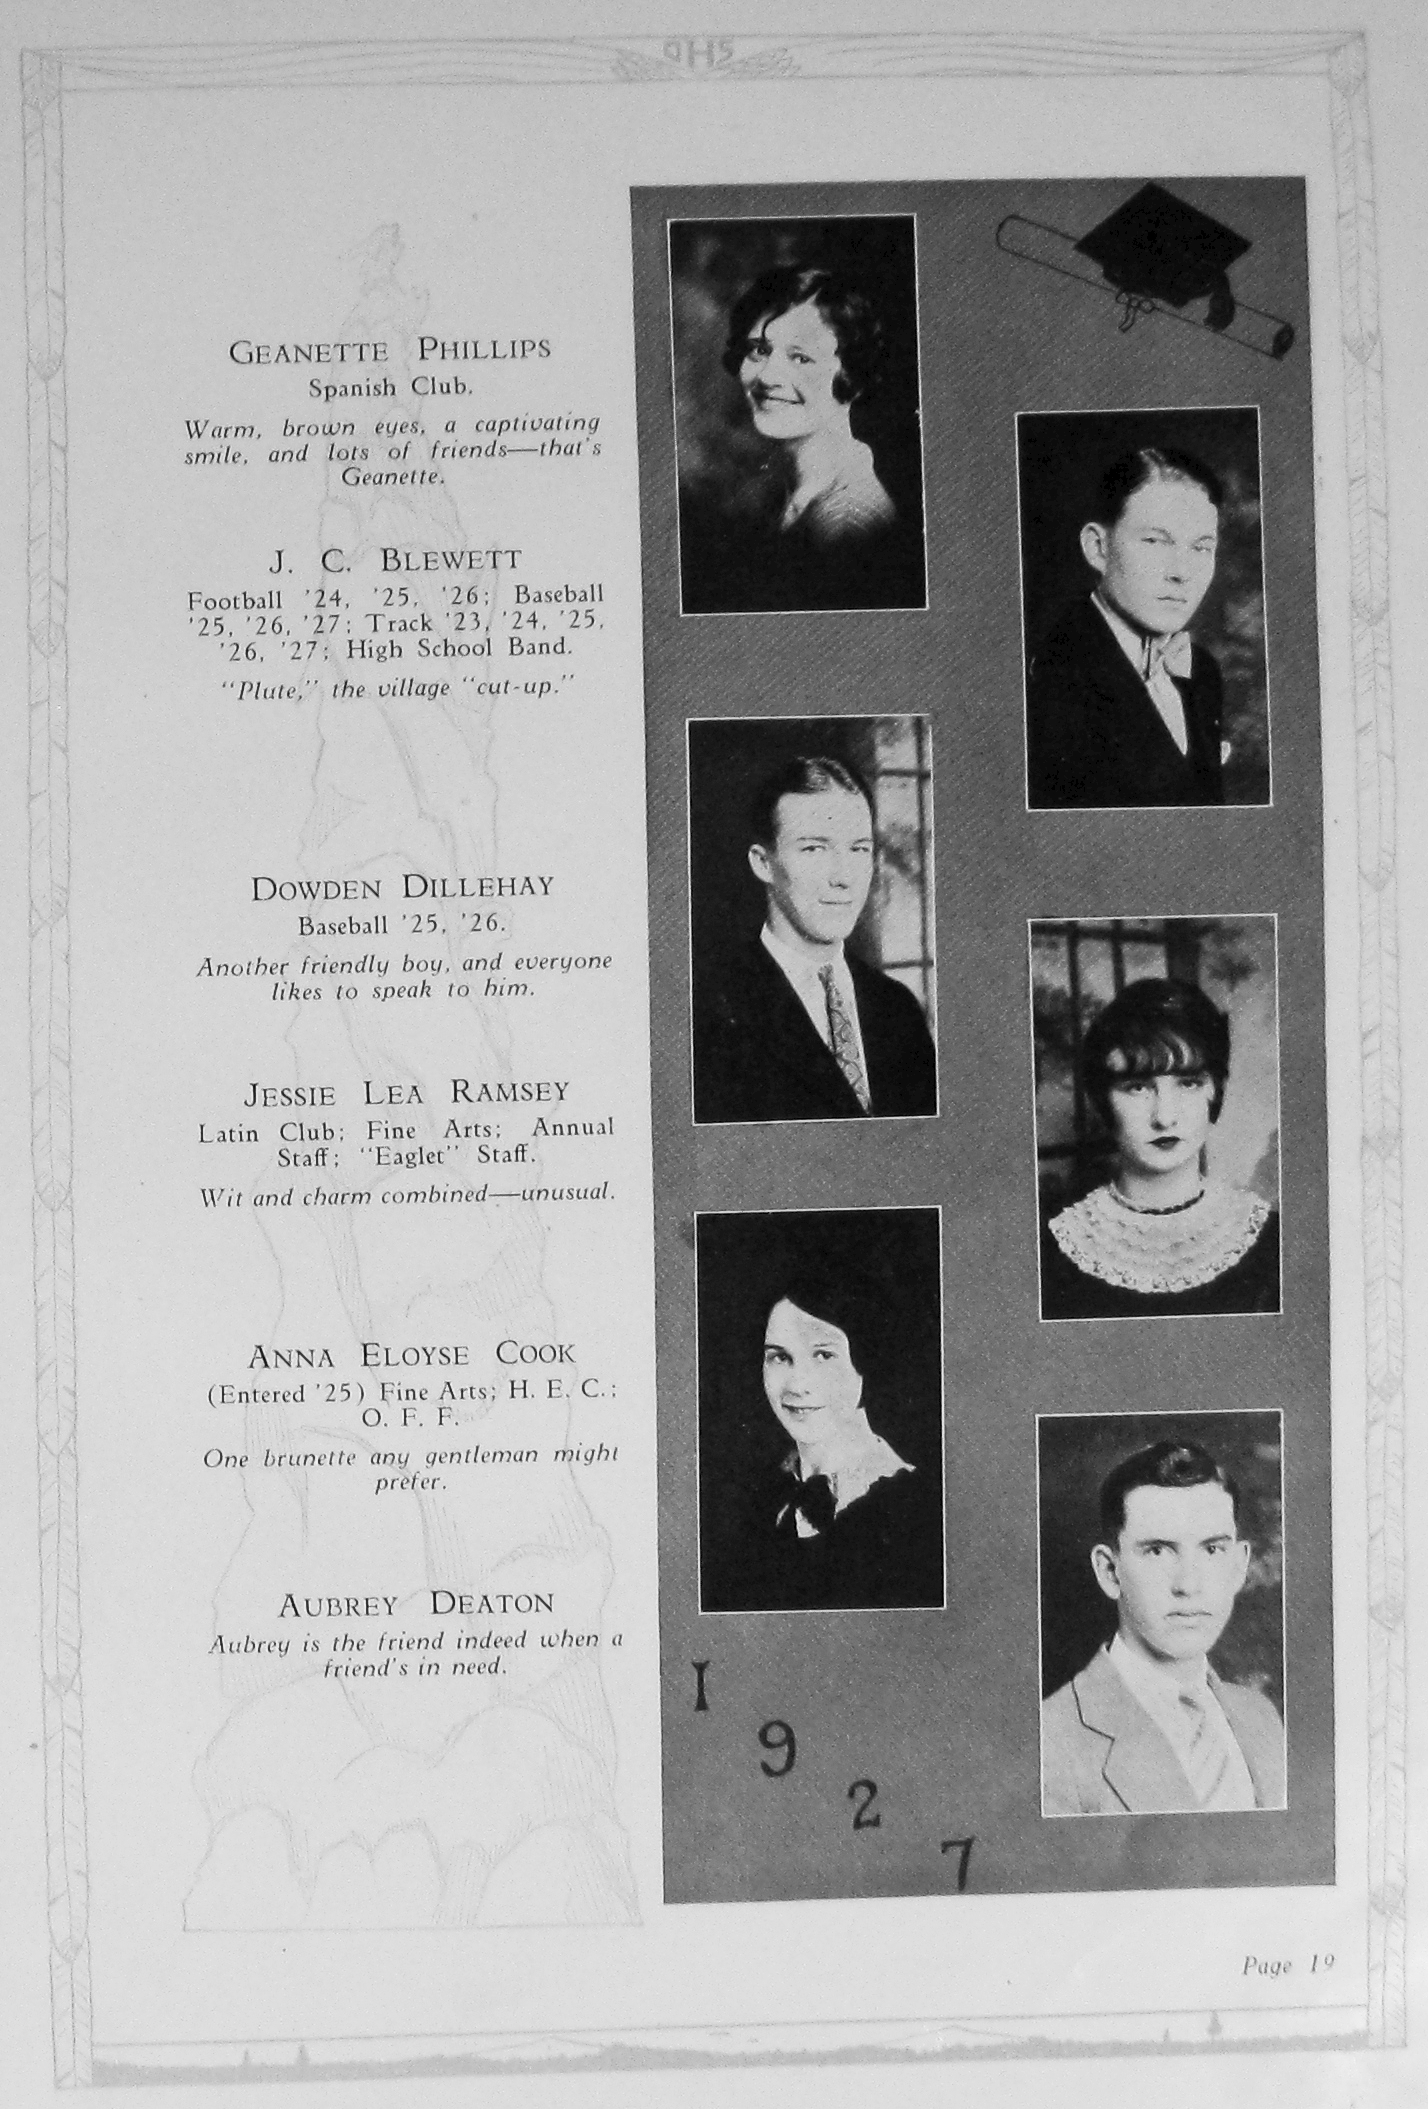 OHS
GEANETTE PHILLIPS
Spanish Club.
Warm, brown eyes, a captivating
smile, and lots of friends—that's
Geanette.
J. C. BLEWETT
Football '24, '25, '26; Baseball
'25, '26, '27; Track '23, '24, '25,
'26, '27; High School Band.
"Plute," the village "cut-up."
DOWDEN DILLEHAY
Baseball '25, '26.
Another friendly boy, and everyone
likes to speak to him.
JESSIE LEA RAMSEY
Latin Club; Fine Arts; Annual
Staff; "Eaglet" Staff.
Wit and charm combined—unusual.
ANNA ELOYSE COOK
(Entered '25) Fine Arts; H. E. C.;
O. F. F.
One brunette any gentleman might
prefer.
AUBREY DEATON
Aubrey is the friend indeed when a
friend's in need.
1
9
2
7
Page 19